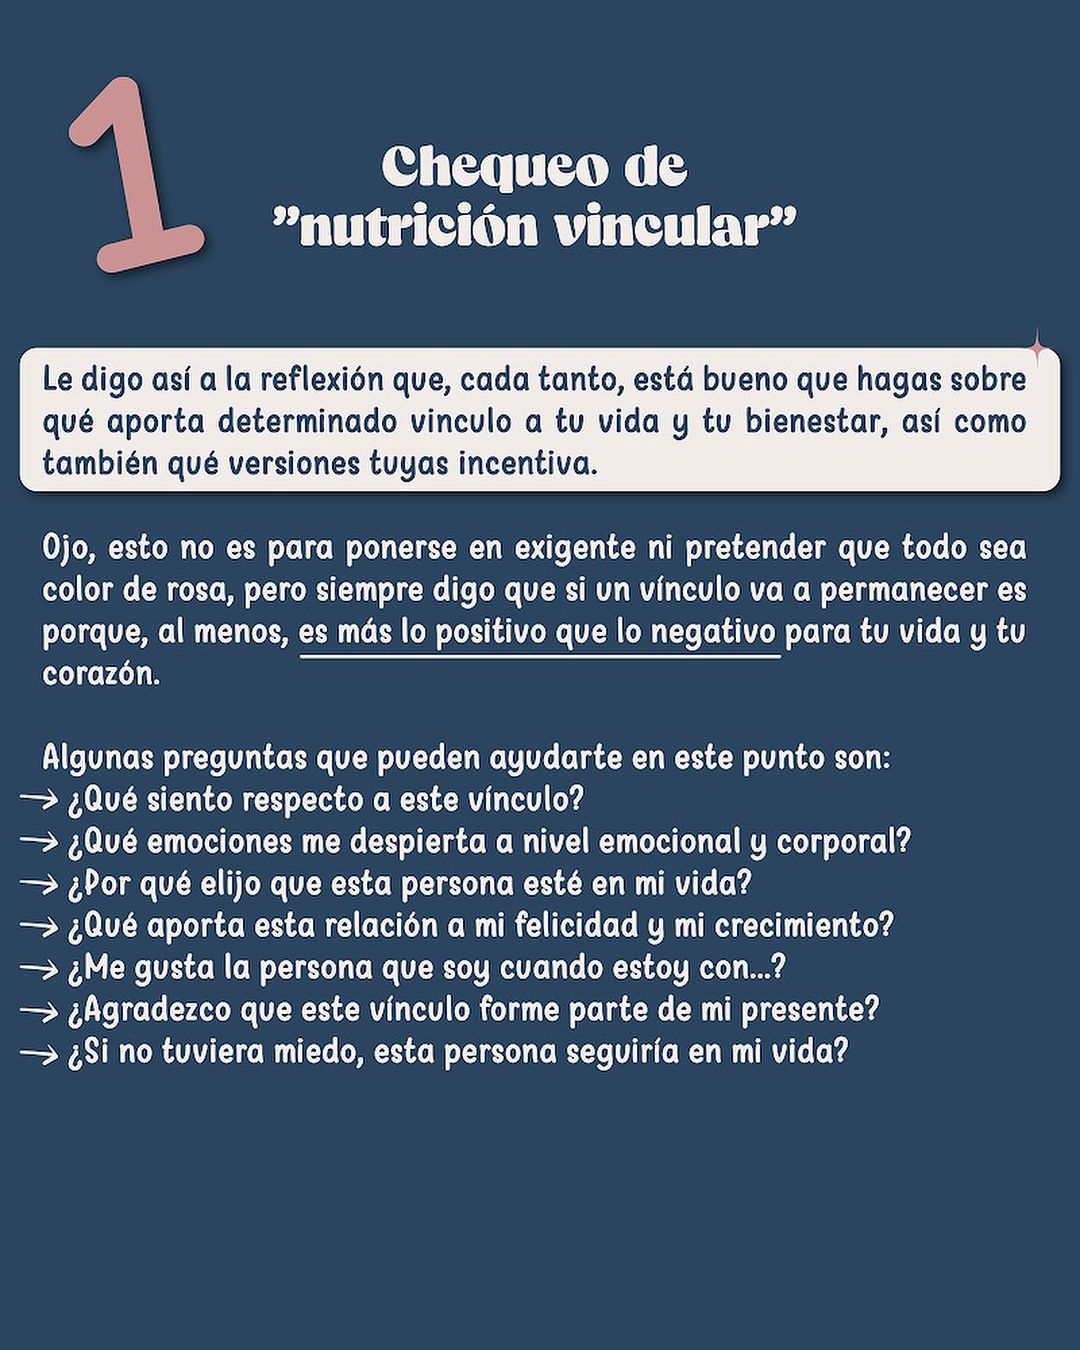 1
Chequeo de
"nutrición vincular"
Le digo así a la reflexión que, cada tanto, está bueno que hagas sobre
qué aporta determinado vinculo a tu vida y tu bienestar, así como
también qué versiones tuyas incentiva.
Ojo, esto no es para ponerse en exigente ni pretender que todo sea
color de rosa, pero siempre digo que si un vínculo va a permanecer es
porque, al menos, es más lo positivo que lo negativo para tu vida y tu
corazón.
Algunas preguntas que pueden ayudarte en este punto son:
→ ¿Qué siento respecto a este vínculo?
→ ¿Qué emociones me despierta a nivel emocional y corporal?
→ ¿Por qué elijo que esta persona esté en mi vida?
→ ¿Qué aporta esta relación a mi felicidad y mi crecimiento?
→ ¿Me gusta la persona que soy cuando estoy con...?
→ ¿Agradezco que este vínculo forme parte de mi presente?
→ ¿Si no tuviera miedo, esta persona seguiría en mi vida?